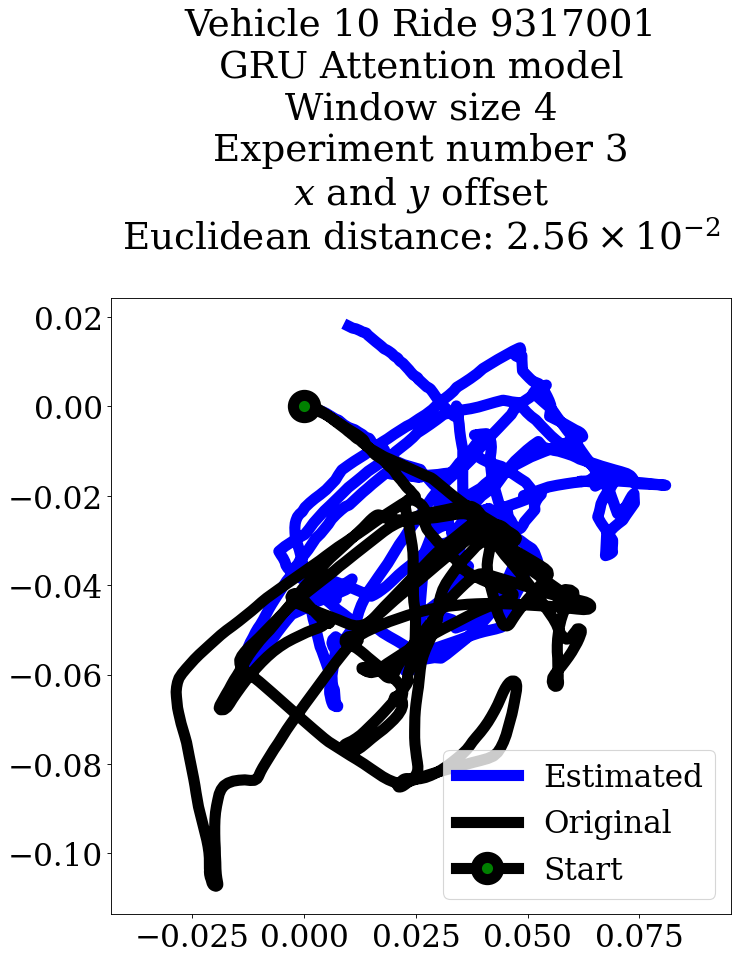 Vehicle 10 Ride 9317001
GRU Attention model
Window size 4
Experiment number 3
x and y offset
Euclidean distance: 2.56 × 10⁻²
0.02
0.00
−0.02
−0.04
−0.06
−0.08
−0.10
Estimated
Original
Start
−0.025 0.000 0.025 0.050 0.075